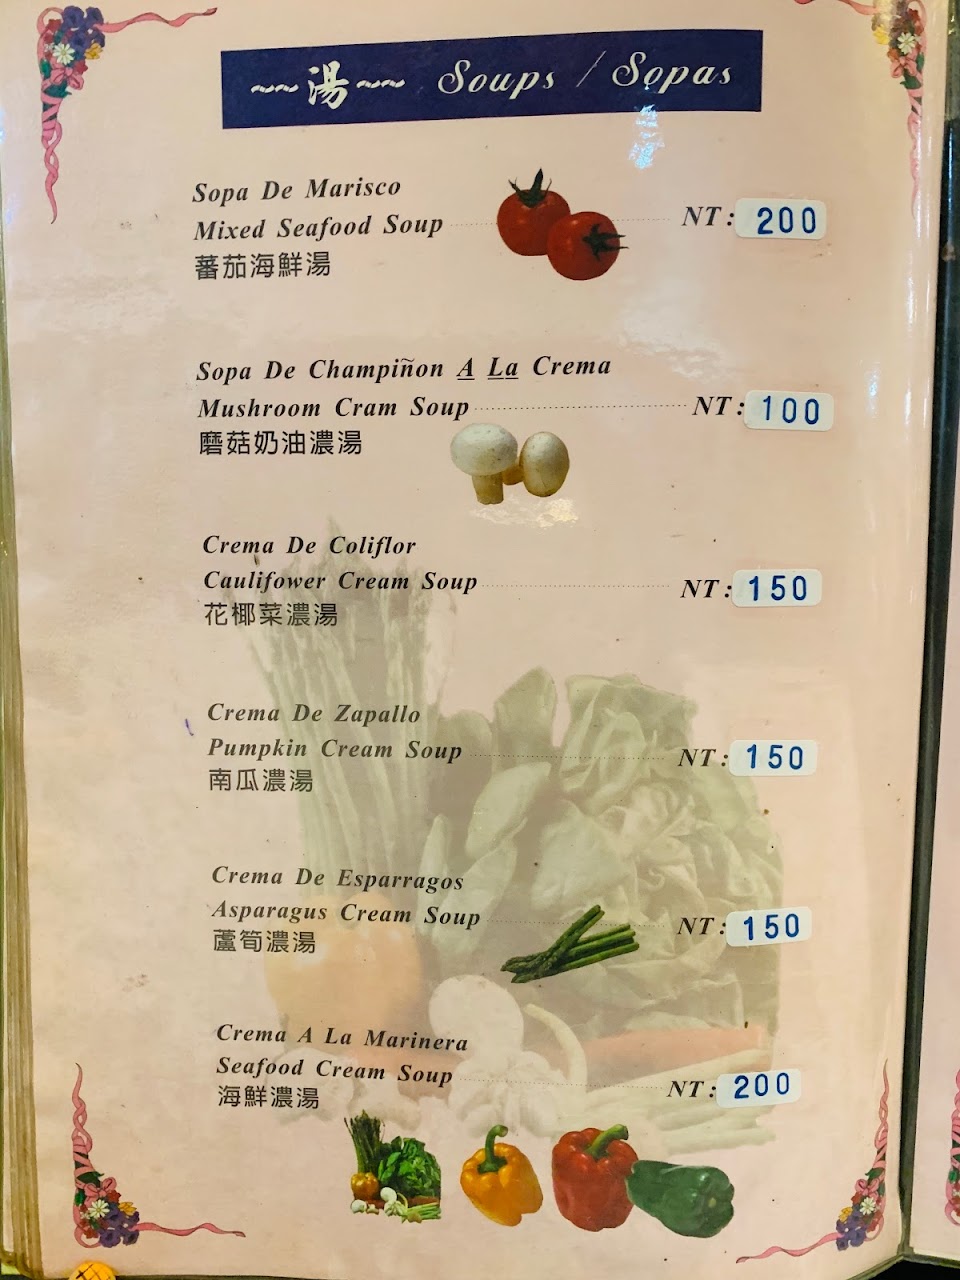 ~~湯~~ Soups / Sopas
Sopa De Marisco
Mixed Seafood Soup NT: 200
蕃茄海鮮湯
Sopa De Champiñon A La Crema
Mushroom Cram Soup NT: 100
磨菇奶油濃湯
Crema De Coliflor
Caulifower Cream Soup NT: 150
花椰菜濃湯
Crema De Zapallo
Pumpkin Cream Soup NT: 150
南瓜濃湯
Crema De Esparragos
Asparagus Cream Soup NT: 150
蘆筍濃湯
Crema A La Marinera
Seafood Cream Soup NT: 200
海鮮濃湯